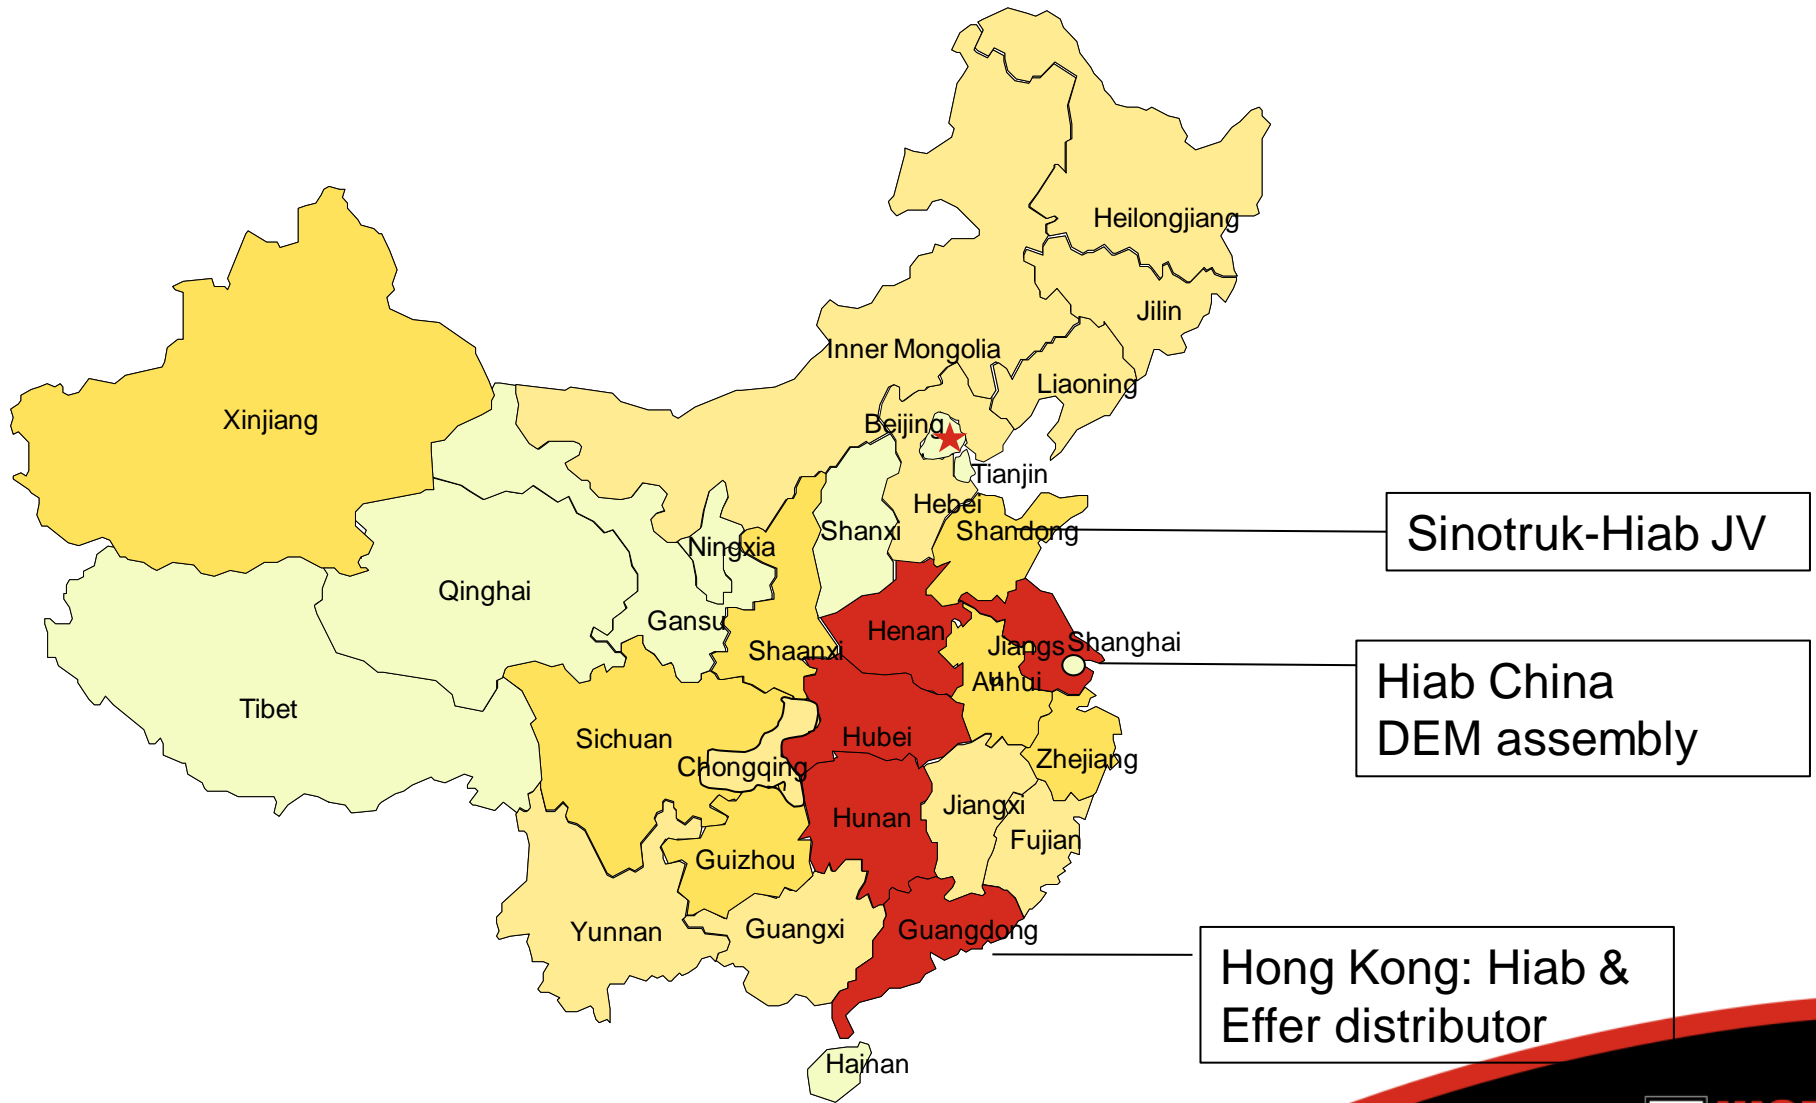 Heilongjiang
Jilin
Inner Mongolia
Liaoning
Xinjiang
Beijing
Tianjin
Hebei
Shanxi
Shandong
Sinotruk-Hiab JV
Ningxia
Qinghai
Gansu
Henan
Shaanxi
Jiangs
u
Shanghai
Anhui
Hiab China
DEM assembly
Tibet
Sichuan
Hubei
Chongqing
Zhejiang
Jiangxi
Hunan
Fujian
Guizhou
Yunnan
Guangxi
Guangdong
Hong Kong: Hiab &
Effer distributor
Hainan